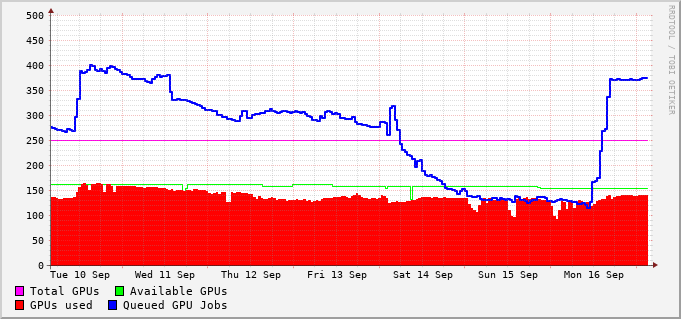 500
450
400
350
300
250
200
150
100
50
0
Tue 10 Sep Wed 11 Sep Thu 12 Sep Fri 13 Sep Sat 14 Sep Sun 15 Sep Mon 16 Sep
Total GPUs Available GPUs
GPUs used Queued GPU Jobs
RRDTOOL / TOBI OETIKER